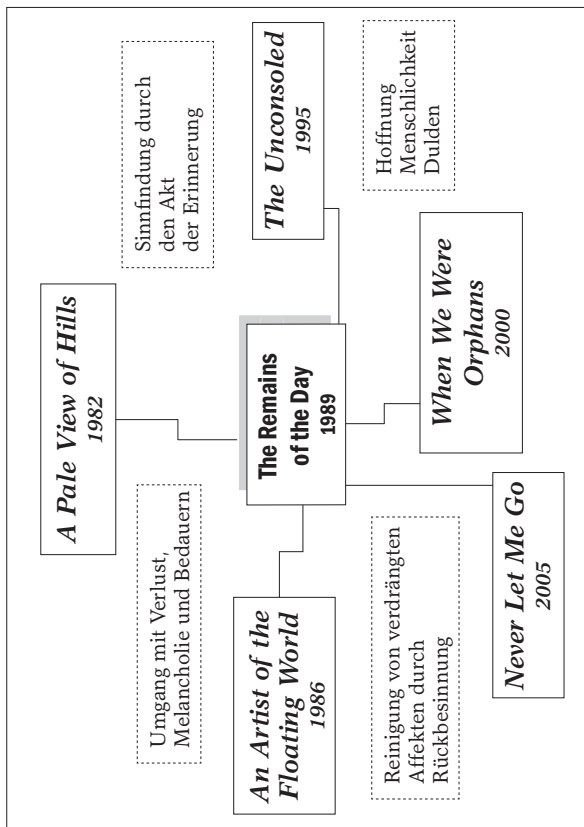 A Pale View of Hills
1982
Umgang mit Verlust,
Melancholie und Bedauern
Sinnfindung durch
den Akt
der Erinnerung
An Artist of the
Floating World
1986
The Remains
of the Day
1989
The Unconsoled
1995
Reinigung von verdrängten
Affekten durch
Rückbesinnung
Never Let Me Go
2005
When We Were
Orphans
2000
Hoffnung
Menschlichkeit
Dulden